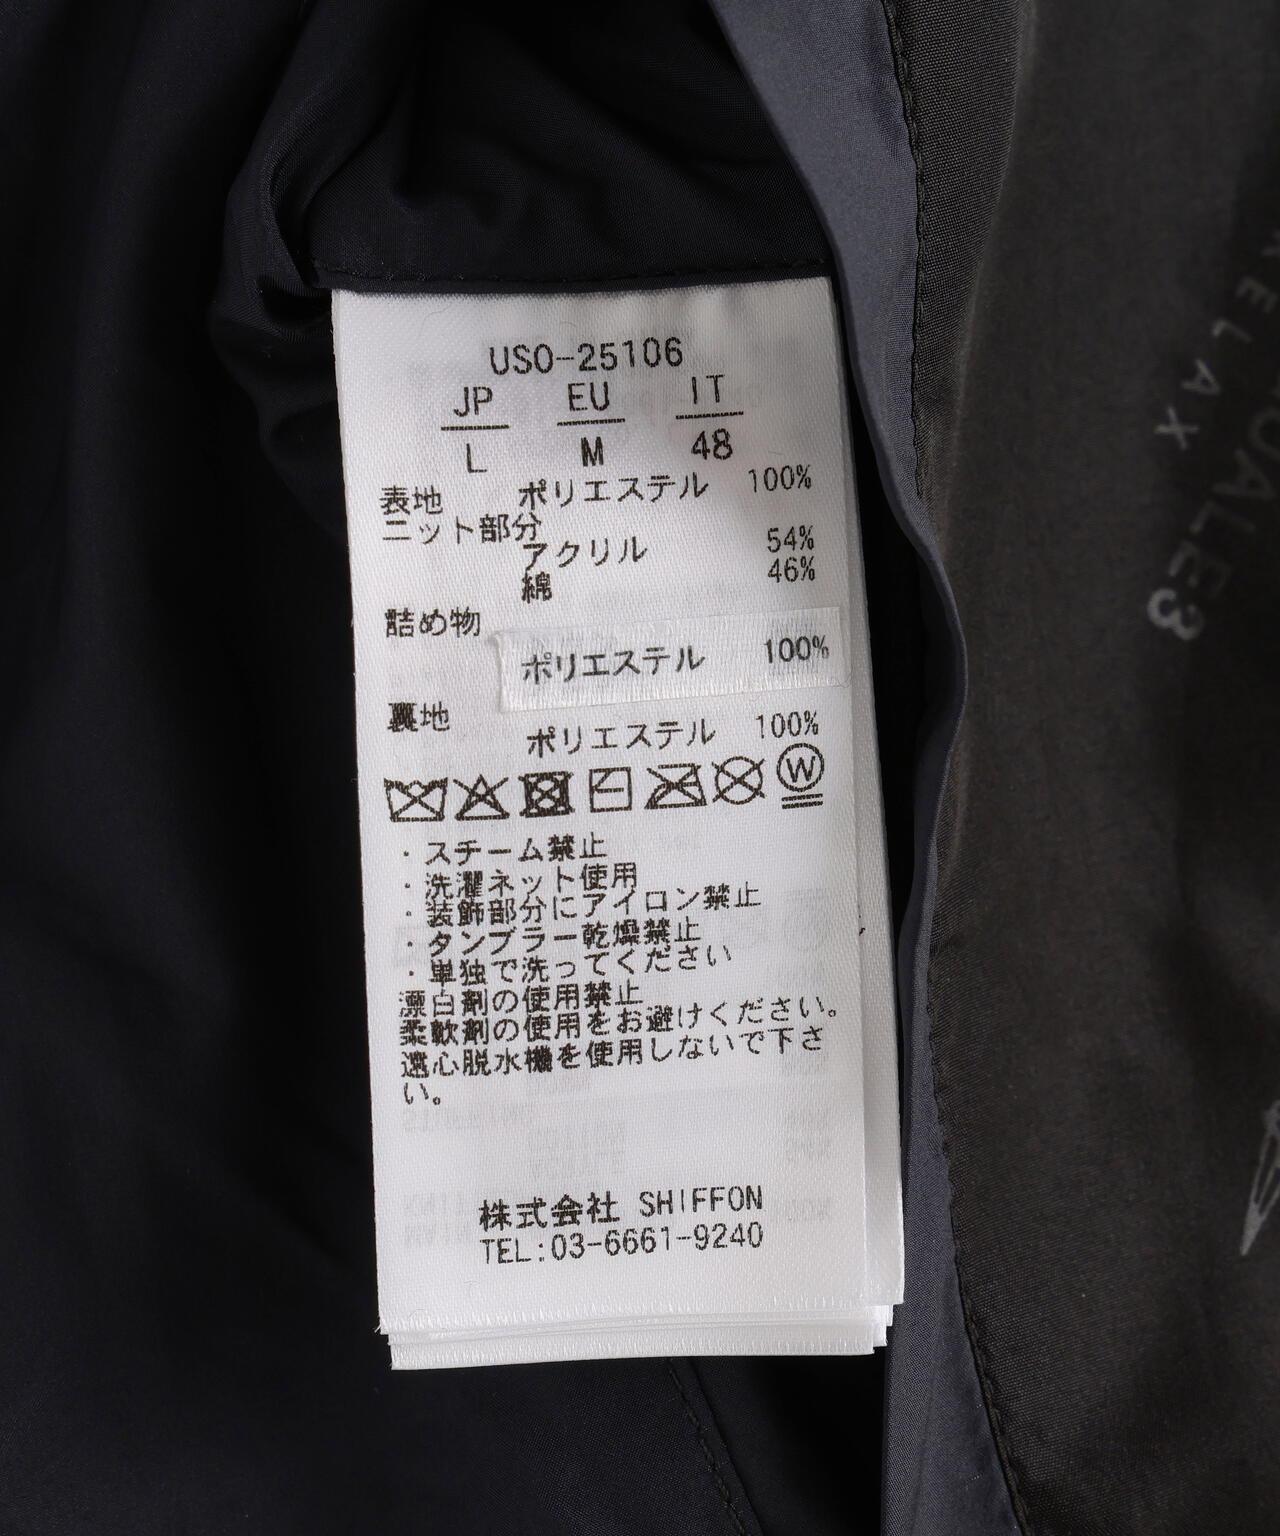 USO-25106
JP EU IT
L M 48
表地 ポリエステル 100%
ニット部分
アクリル 54%
綿 46%
詰め物
ポリエステル 100%
裏地
ポリエステル 100%
W
・スチーム禁止
・洗濯ネット使用
・装飾部分にアイロン禁止
・タンブラー乾燥禁止
・単独で洗ってください
漂白剤の使用禁止
柔軟剤の使用をお避けください。
遠心脱水機を使用しないで下さ
い。
株式会社 SHIFFON
TEL:03-6661-9240
RELAX